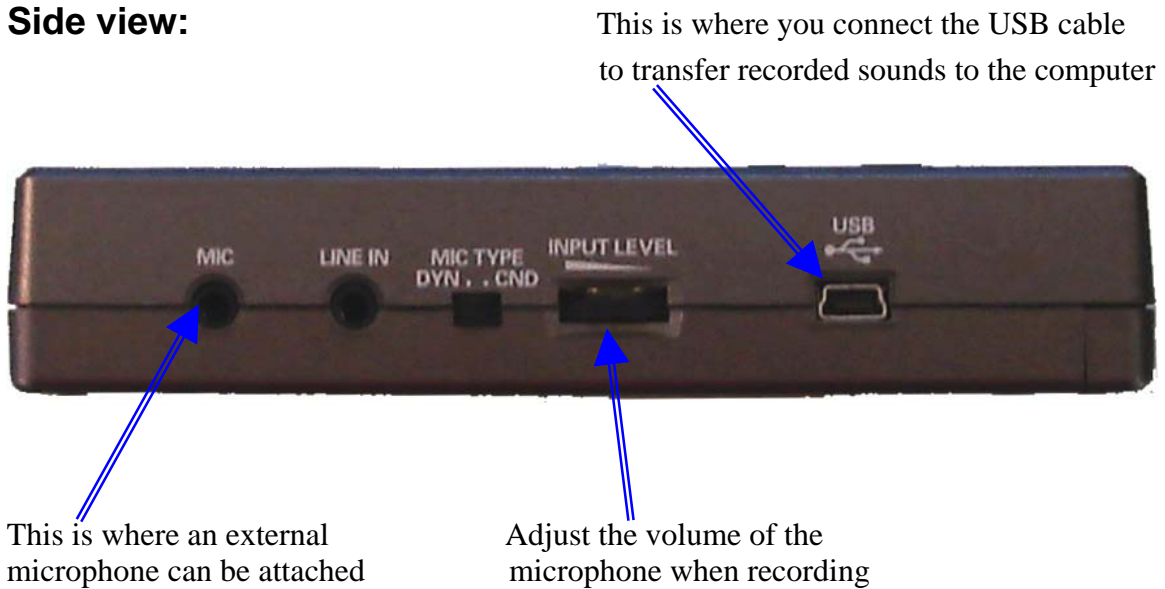 Side view:
This is where you connect the USB cable
to transfer recorded sounds to the computer
USB
MIC
LINE IN
MIC TYPE
DYN . . CND
INPUT LEVEL
This is where an external
microphone can be attached
Adjust the volume of the
microphone when recording